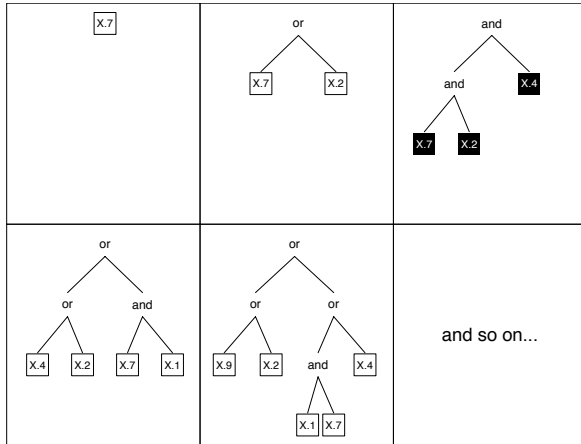 X.7
or
X.7 X.2
and
and X.4
X.7 X.2
or
or and
X.4 X.2 X.7 X.1
or
or or
X.9 X.2 and X.4
X.1 X.7
and so on...